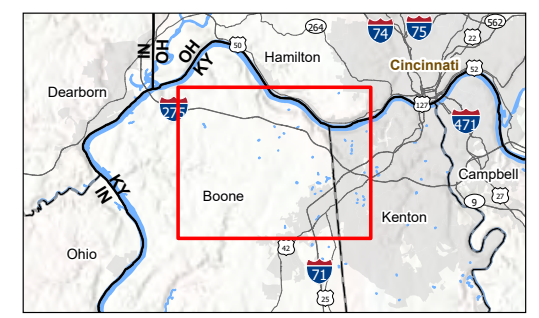 264
74
75
562
22
IN
OH
OH
KY
50
Hamilton
Cincinnati
52
Dearborn
275
127
471
Campbell
KY
IN
Boone
27
9
Kenton
Ohio
42
71
25